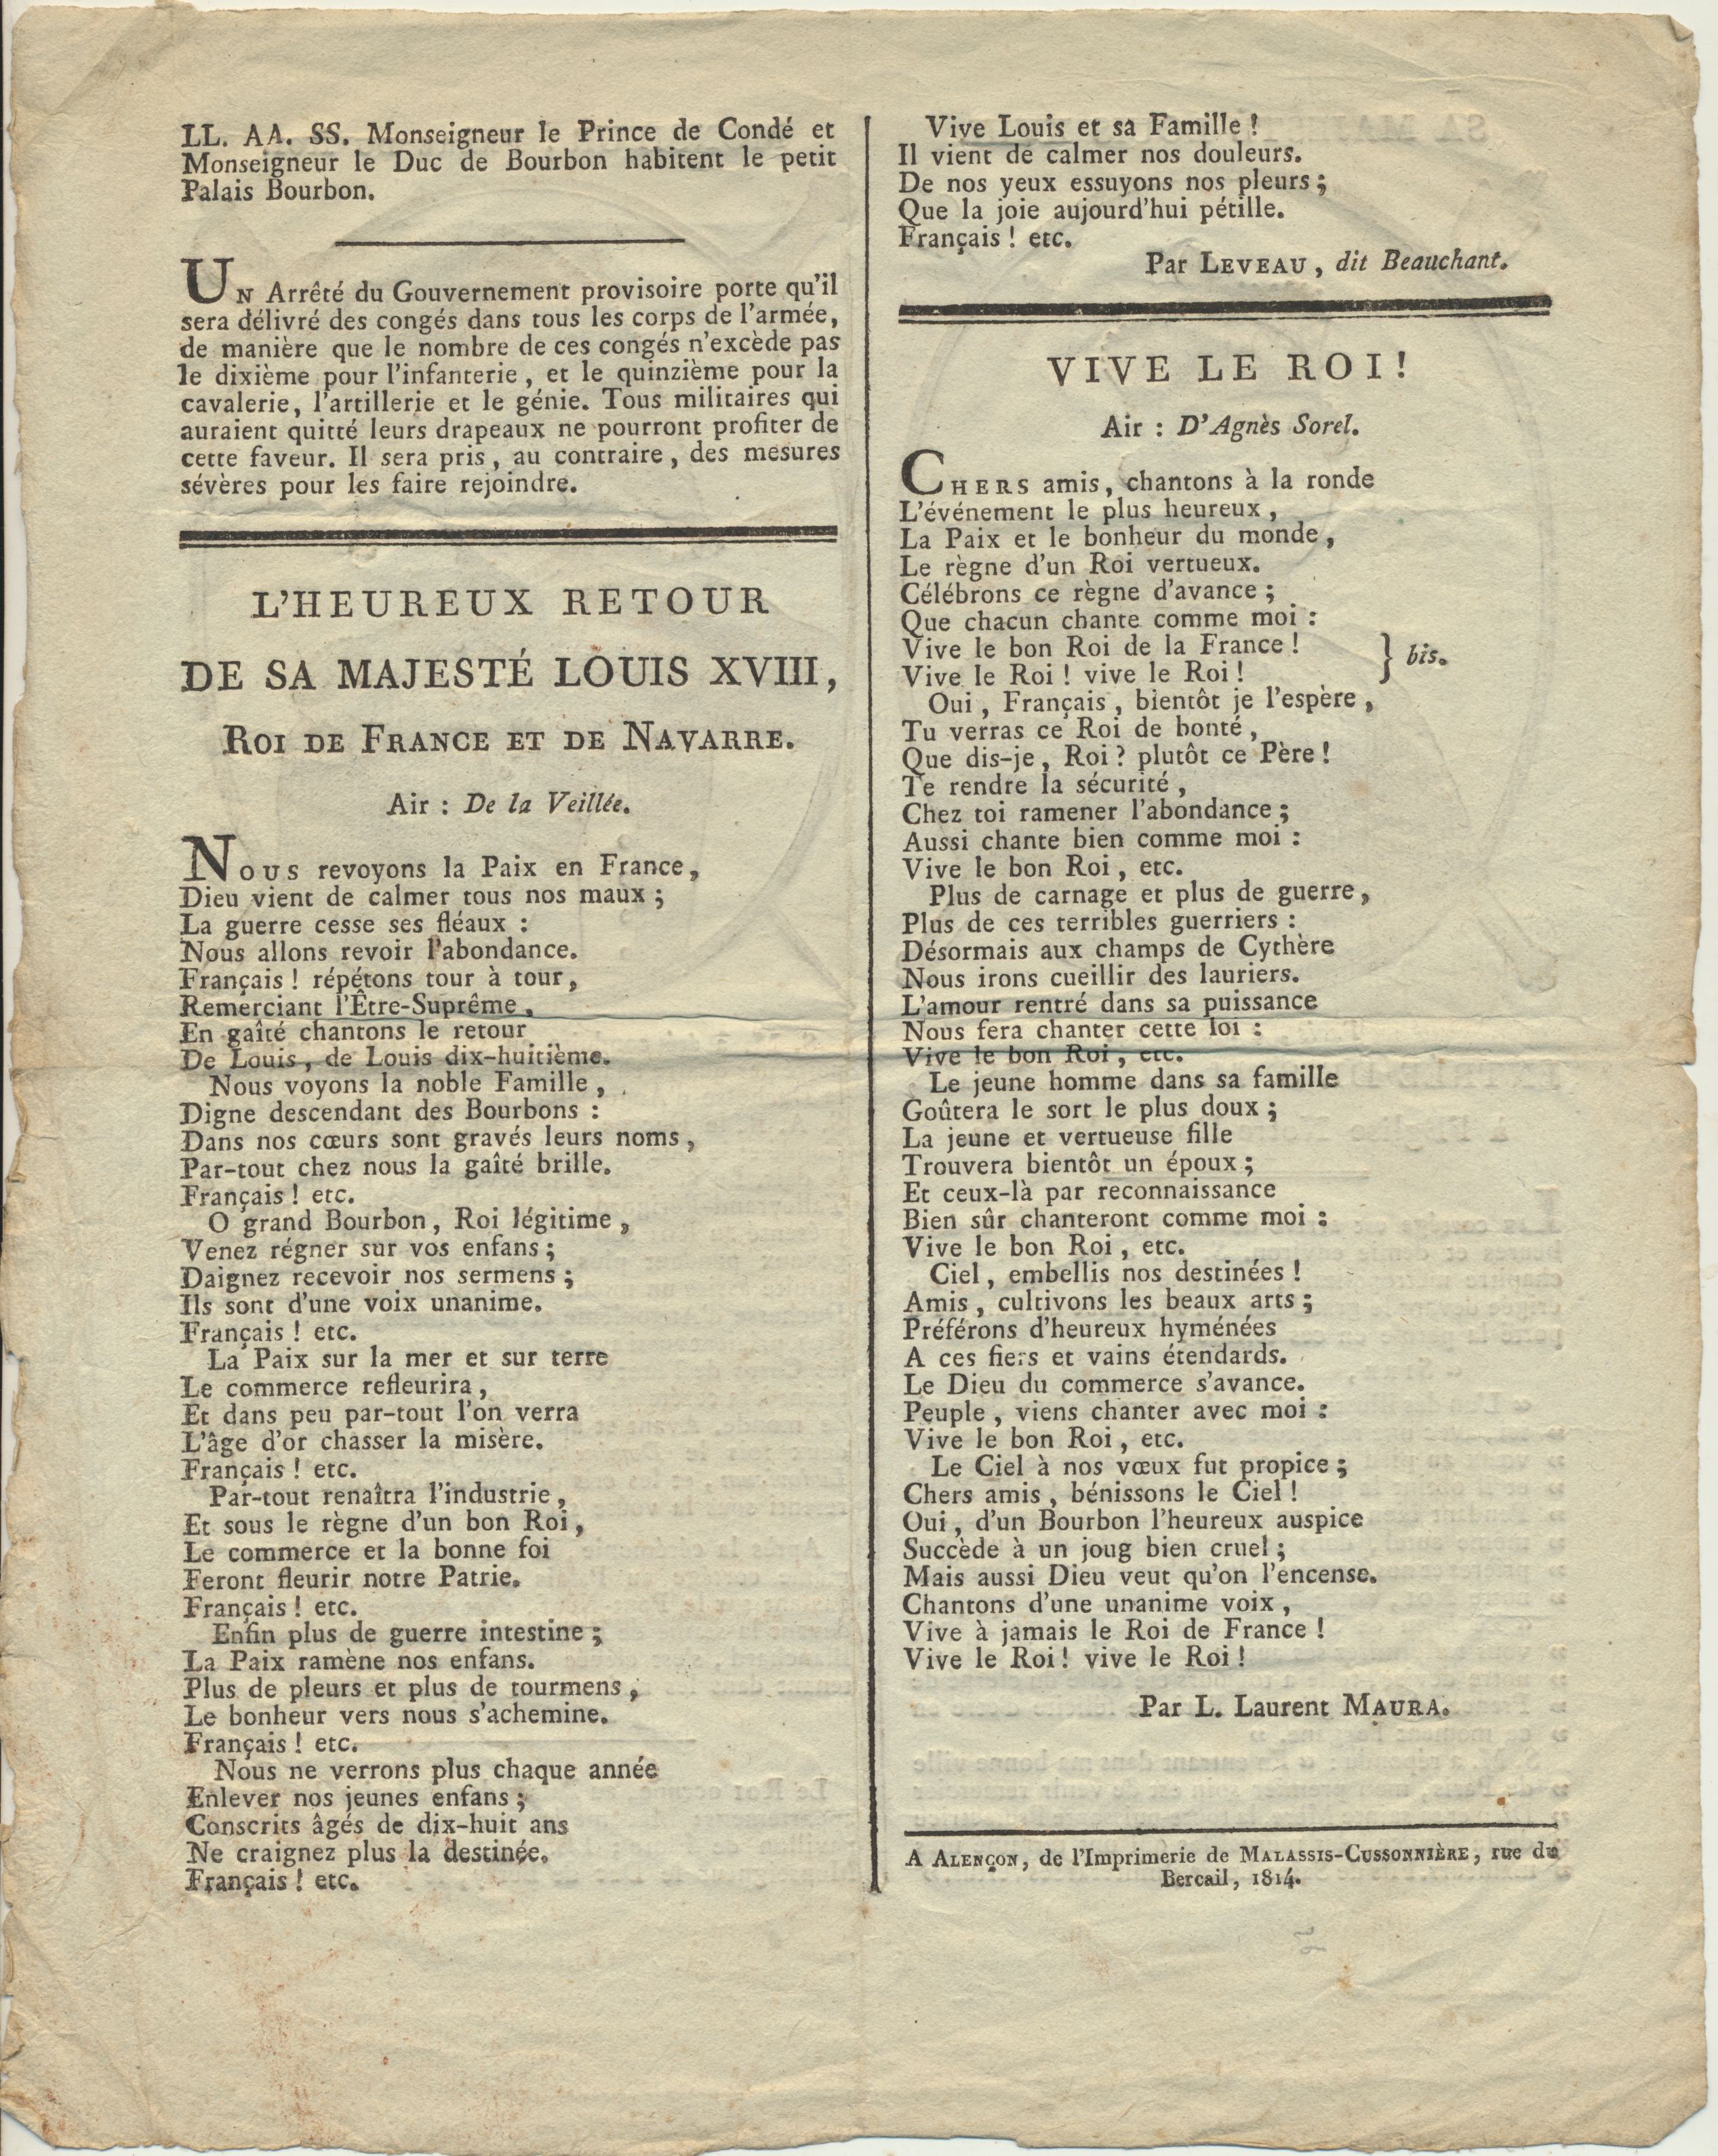 LL. AA. SS. Monseigneur le Prince de Condé et
Monseigneur le Duc de Bourbon habitent le petit
Palais Bourbon.
UN Arrêté du Gouvernement provisoire porte qu'il
sera délivré des congés dans tous les corps de l'armée,
de manière que le nombre de ces congés n'excède pas
le dixième pour l'infanterie, et le quinzième pour la
cavalerie, l'artillerie et le génie. Tous militaires qui
auraient quitté leurs drapeaux ne pourront profiter de
cette faveur. Il sera pris, au contraire, des mesures
sévères pour les faire rejoindre.
L'HEUREUX RETOUR
DE SA MAJESTÉ LOUIS XVIII,
ROI DE FRANCE ET DE NAVARRE.
Air : De la Veillée.
NOUS revoyons la Paix en France,
Dieu vient de calmer tous nos maux ;
La guerre cesse ses fléaux :
Nous allons revoir l'abondance.
Français ! répétons tour à tour,
Remerciant l'Être-Suprême,
En gaîté chantons le retour
De Louis, de Louis dix-huitième.
Nous voyons la noble Famille,
Digne descendant des Bourbons :
Dans nos cœurs sont gravés leurs noms,
Par-tout chez nous la gaîté brille.
Français ! etc.
O grand Bourbon, Roi légitime,
Venez régner sur vos enfans ;
Daignez recevoir nos sermens ;
Ils sont d'une voix unanime.
Français ! etc.
La Paix sur la mer et sur terre
Le commerce refleurira,
Et dans peu par-tout l'on verra
L'âge d'or chasser la misère.
Français ! etc.
Par-tout renaîtra l'industrie,
Et sous le règne d'un bon Roi,
Le commerce et la bonne foi
Feront fleurir notre Patrie.
Français ! etc.
Enfin plus de guerre intestine ;
La Paix ramène nos enfans.
Plus de pleurs et plus de tourmens,
Le bonheur vers nous s'achemine.
Français ! etc.
Nous ne verrons plus chaque année
Enlever nos jeunes enfans ;
Conscrits âgés de dix-huit ans
Ne craignez plus la destinée.
Français ! etc.
Vive Louis et sa Famille !
Il vient de calmer nos douleurs.
De nos yeux essuyons nos pleurs ;
Que la joie aujourd'hui pétille.
Français ! etc.
Par LEVEAU, dit Beauchant.
VIVE LE ROI !
Air : D'Agnès Sorel.
CHERS amis, chantons à la ronde
L'événement le plus heureux,
La Paix et le bonheur du monde,
Le règne d'un Roi vertueux.
Célébrons ce règne d'avance ;
Que chacun chante comme moi :
Vive le bon Roi de la France !
Vive le Roi ! vive le Roi ! } bis.
Oui, Français, bientôt je l'espère,
Tu verras ce Roi de bonté,
Que dis-je, Roi ? plutôt ce Père !
Te rendre la sécurité,
Chez toi ramener l'abondance ;
Aussi chante bien comme moi :
Vive le bon Roi, etc.
Plus de carnage et plus de guerre,
Plus de ces terribles guerriers :
Désormais aux champs de Cythère
Nous irons cueillir des lauriers.
L'amour rentré dans sa puissance
Nous fera chanter cette loi :
Vive le bon Roi, etc.
Le jeune homme dans sa famille
Goûtera le sort le plus doux ;
La jeune et vertueuse fille
Trouvera bientôt un époux ;
Et ceux-là par reconnaissance
Bien sûr chanteront comme moi :
Vive le bon Roi, etc.
Ciel, embellis nos destinées !
Amis, cultivons les beaux arts ;
Préférons d'heureux hyménées
A ces fiers et vains étendards.
Le Dieu du commerce s'avance.
Peuple, viens chanter avec moi :
Vive le bon Roi, etc.
Le Ciel à nos vœux fut propice ;
Chers amis, bénissons le Ciel !
Oui, d'un Bourbon l'heureux auspice
Succède à un joug bien cruel ;
Mais aussi Dieu veut qu'on l'encense.
Chantons d'une unanime voix,
Vive à jamais le Roi de France !
Vive le Roi ! vive le Roi !
Par L. Laurent MAURA.
A ALENÇON, de l'Imprimerie de MALASSIS-CUSSONNIÈRE, rue du
Bercail, 1814.